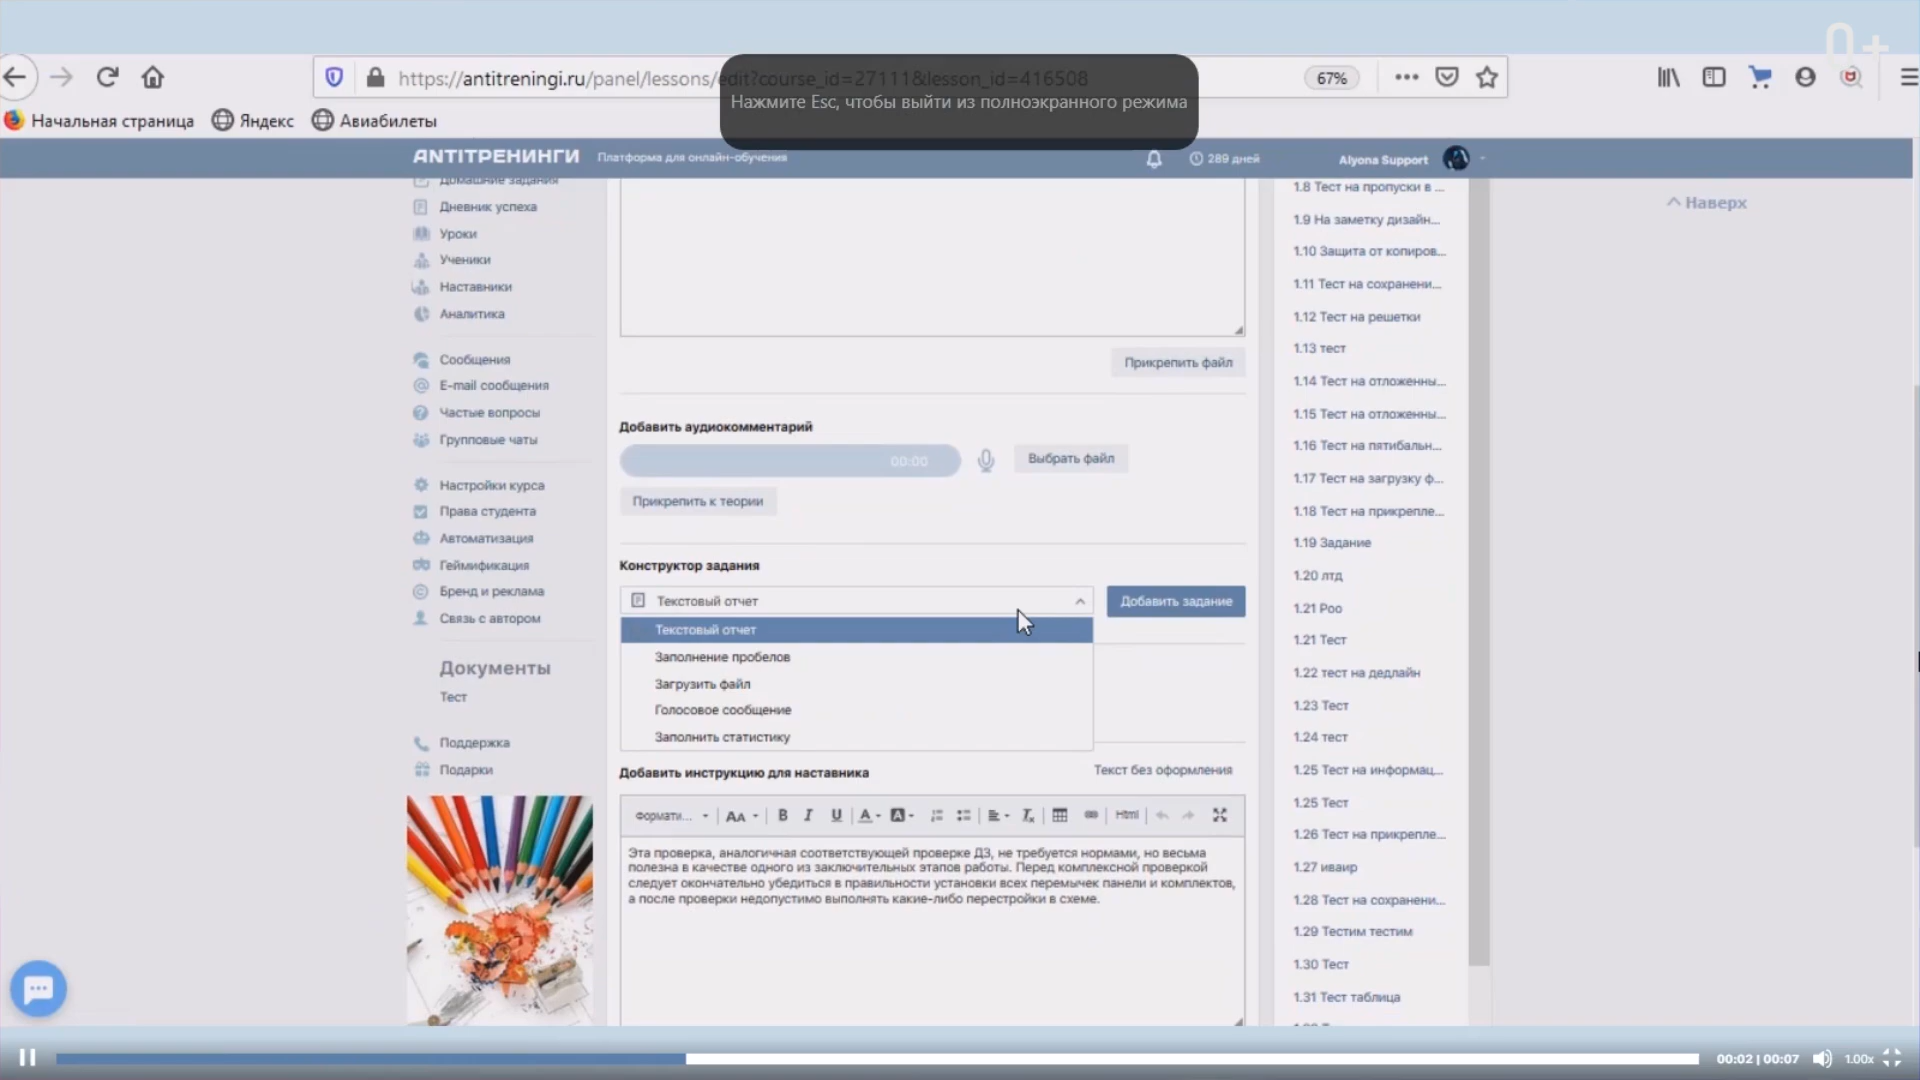 0+
https://antitreningi.ru/panel/lessons/edit?course_id=27111&lesson_id=416508
67%
Нажмите Esc, чтобы выйти из полноэкранного режима
Начальная страница
Яндекс
Авиабилеты
АНТІТРЕНИНГИ
Платформа для онлайн-обучения
289 дней
Alyona Support
Домашние задания
Дневник успеха
Уроки
Ученики
Наставники
Аналитика
Сообщения
E-mail сообщения
Частые вопросы
Групповые чаты
Настройки курса
Права студента
Автоматизация
Геймификация
Бренд и реклама
Связь с автором
Документы
Тест
Поддержка
Подарки
Прикрепить файл
Добавить аудиокомментарий
00:00
Выбрать файл
Прикрепить к теории
Конструктор задания
Текстовый отчет
Добавить задание
Текстовый отчет
Заполнение пробелов
Загрузить файл
Голосовое сообщение
Заполнить статистику
Добавить инструкцию для наставника
Текст без оформления
Формати...
Html
Эта проверка, аналогичная соответствующей проверке ДЗ, не требуется нормами, но весьма
полезна в качестве одного из заключительных этапов работы. Перед комплексной проверкой
следует окончательно убедиться в правильности установки всех перемычек панели и комплектов,
а после проверки недопустимо выполнять какие-либо перестройки в схеме.
1.8 Тест на пропуски в ...
1.9 На заметку дизайн...
1.10 Защита от копиров...
1.11 Тест на сохранени...
1.12 Тест на решетки
1.13 тест
1.14 Тест на отложенны...
1.15 Тест на отложенны...
1.16 Тест на пятибальн...
1.17 Тест на загрузку ф...
1.18 Тест на прикрепле...
1.19 Задание
1.20 лтд
1.21 Роо
1.21 Тест
1.22 тест на дедлайн
1.23 Тест
1.24 тест
1.25 Тест на информац...
1.25 Тест
1.26 Тест на прикрепле...
1.27 иваир
1.28 Тест на сохранени...
1.29 Тестим тестим
1.30 Тест
1.31 Тест таблица
Наверх
00:02 | 00:07
1.00x